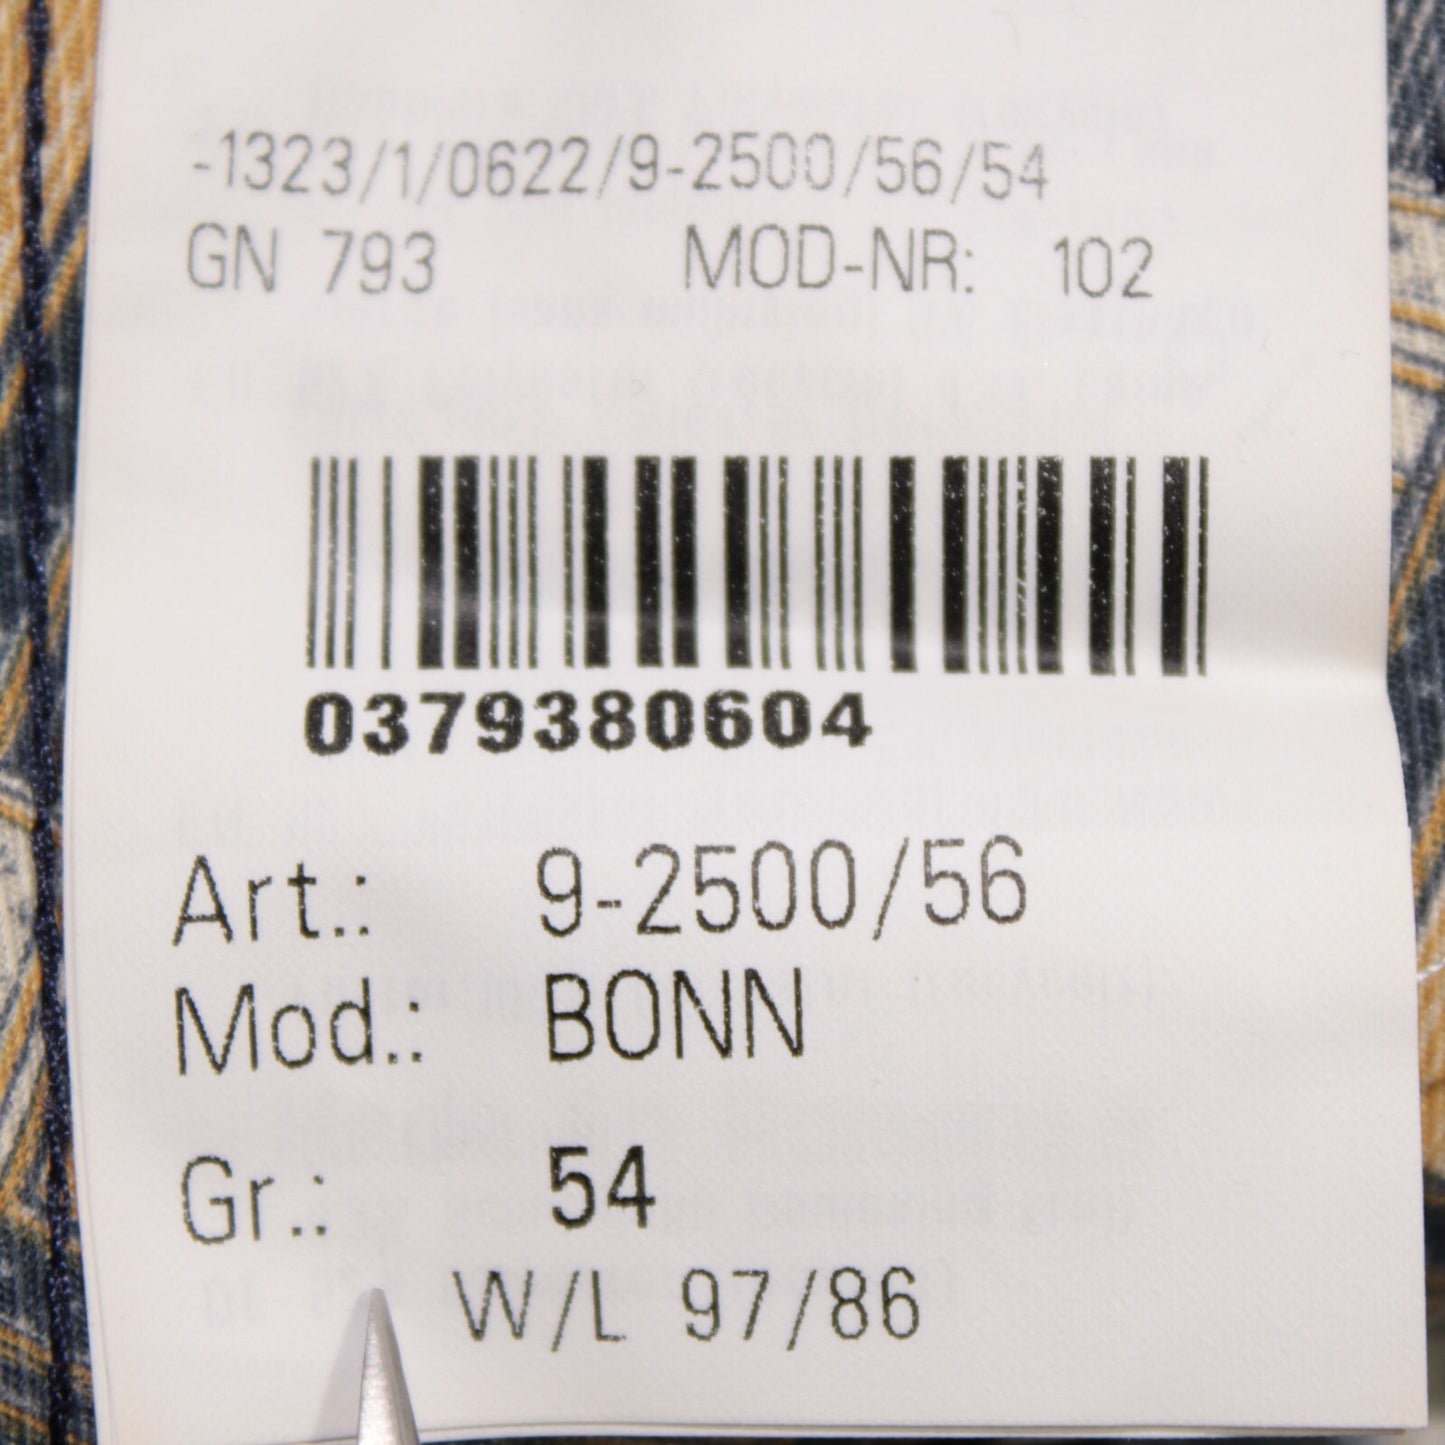 -1323/1/0622/9-2500/56/54
GN 793 MOD-NR: 102
0379380604
Art.: 9-2500/56
Mod.: BONN
Gr.: 54
W/L 97/86